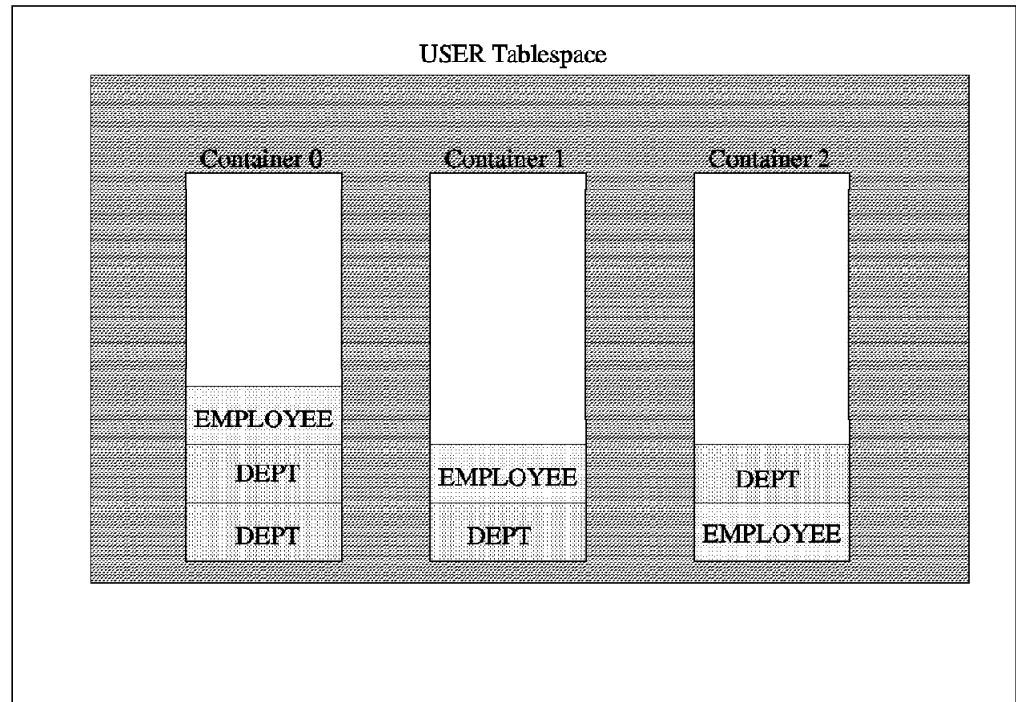 USER Tablespace
Container 0 Container 1 Container 2
EMPLOYEE
DEPT EMPLOYEE DEPT
DEPT DEPT EMPLOYEE